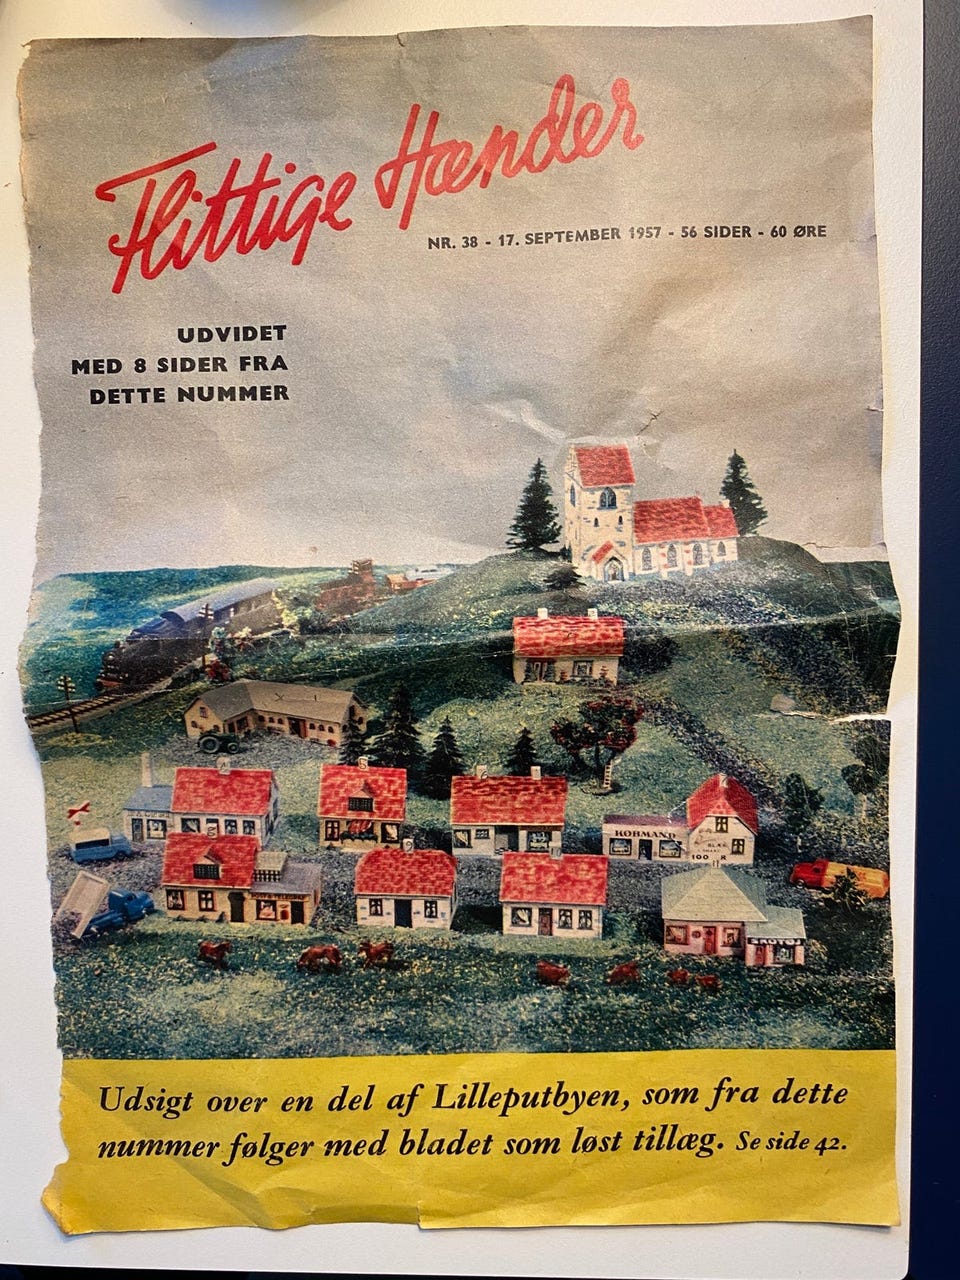 Flittige Hænder
NR. 38 - 17. SEPTEMBER 1957 - 56 SIDER - 60 ØRE
UDVIDET
MED 8 SIDER FRA
DETTE NUMMER
KØBMAND
100
SKOTØJ
Udsigt over en del af Lilleputbyen, som fra dette
nummer følger med bladet som løst tillæg. Se side 42.